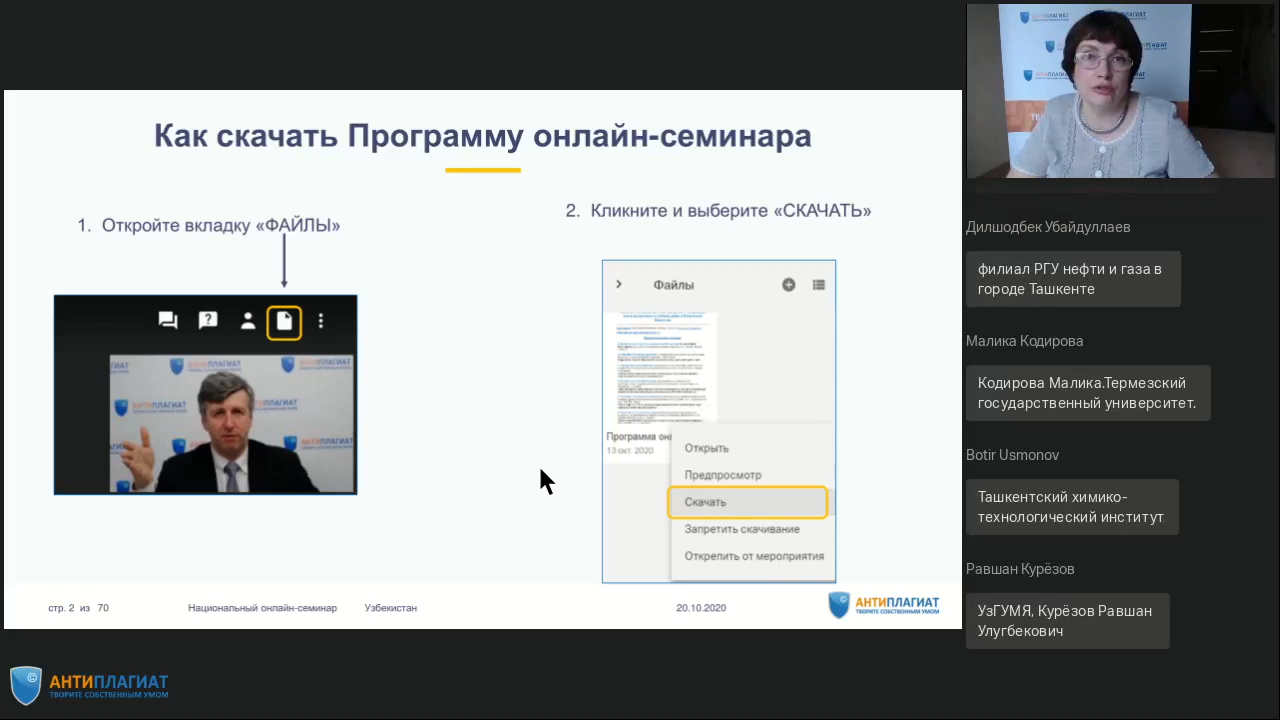 Как скачать Программу онлайн-семинара
1. Откройте вкладку «ФАЙЛЫ»
2. Кликните и выберите «СКАЧАТЬ»
Файлы
АНТИПЛАГИАТ
Программа она
13 окт. 2020
Открыть
Предпросмотр
Скачать
Запретить скачивание
Открепить от мероприятия
стр. 2 из 70
Национальный онлайн-семинар
Узбекистан
20.10.2020
АНТИПЛАГИАТ
ТВОРИТЕ СОБСТВЕННЫМ УМОМ
АНТИПЛАГИАТ
ТВОРИТЕ СОБСТВЕННЫМ УМОМ
Дилшодбек Убайдуллаев
филиал РГУ нефти и газа в
городе Ташкенте
Малика Кодирова
Кодирова Малика.Термезский
государственный университет.
Botir Usmonov
Ташкентский химико-
технологический институт
Равшан Курёзов
УзГУМЯ, Курёзов Равшан
Улугбекович